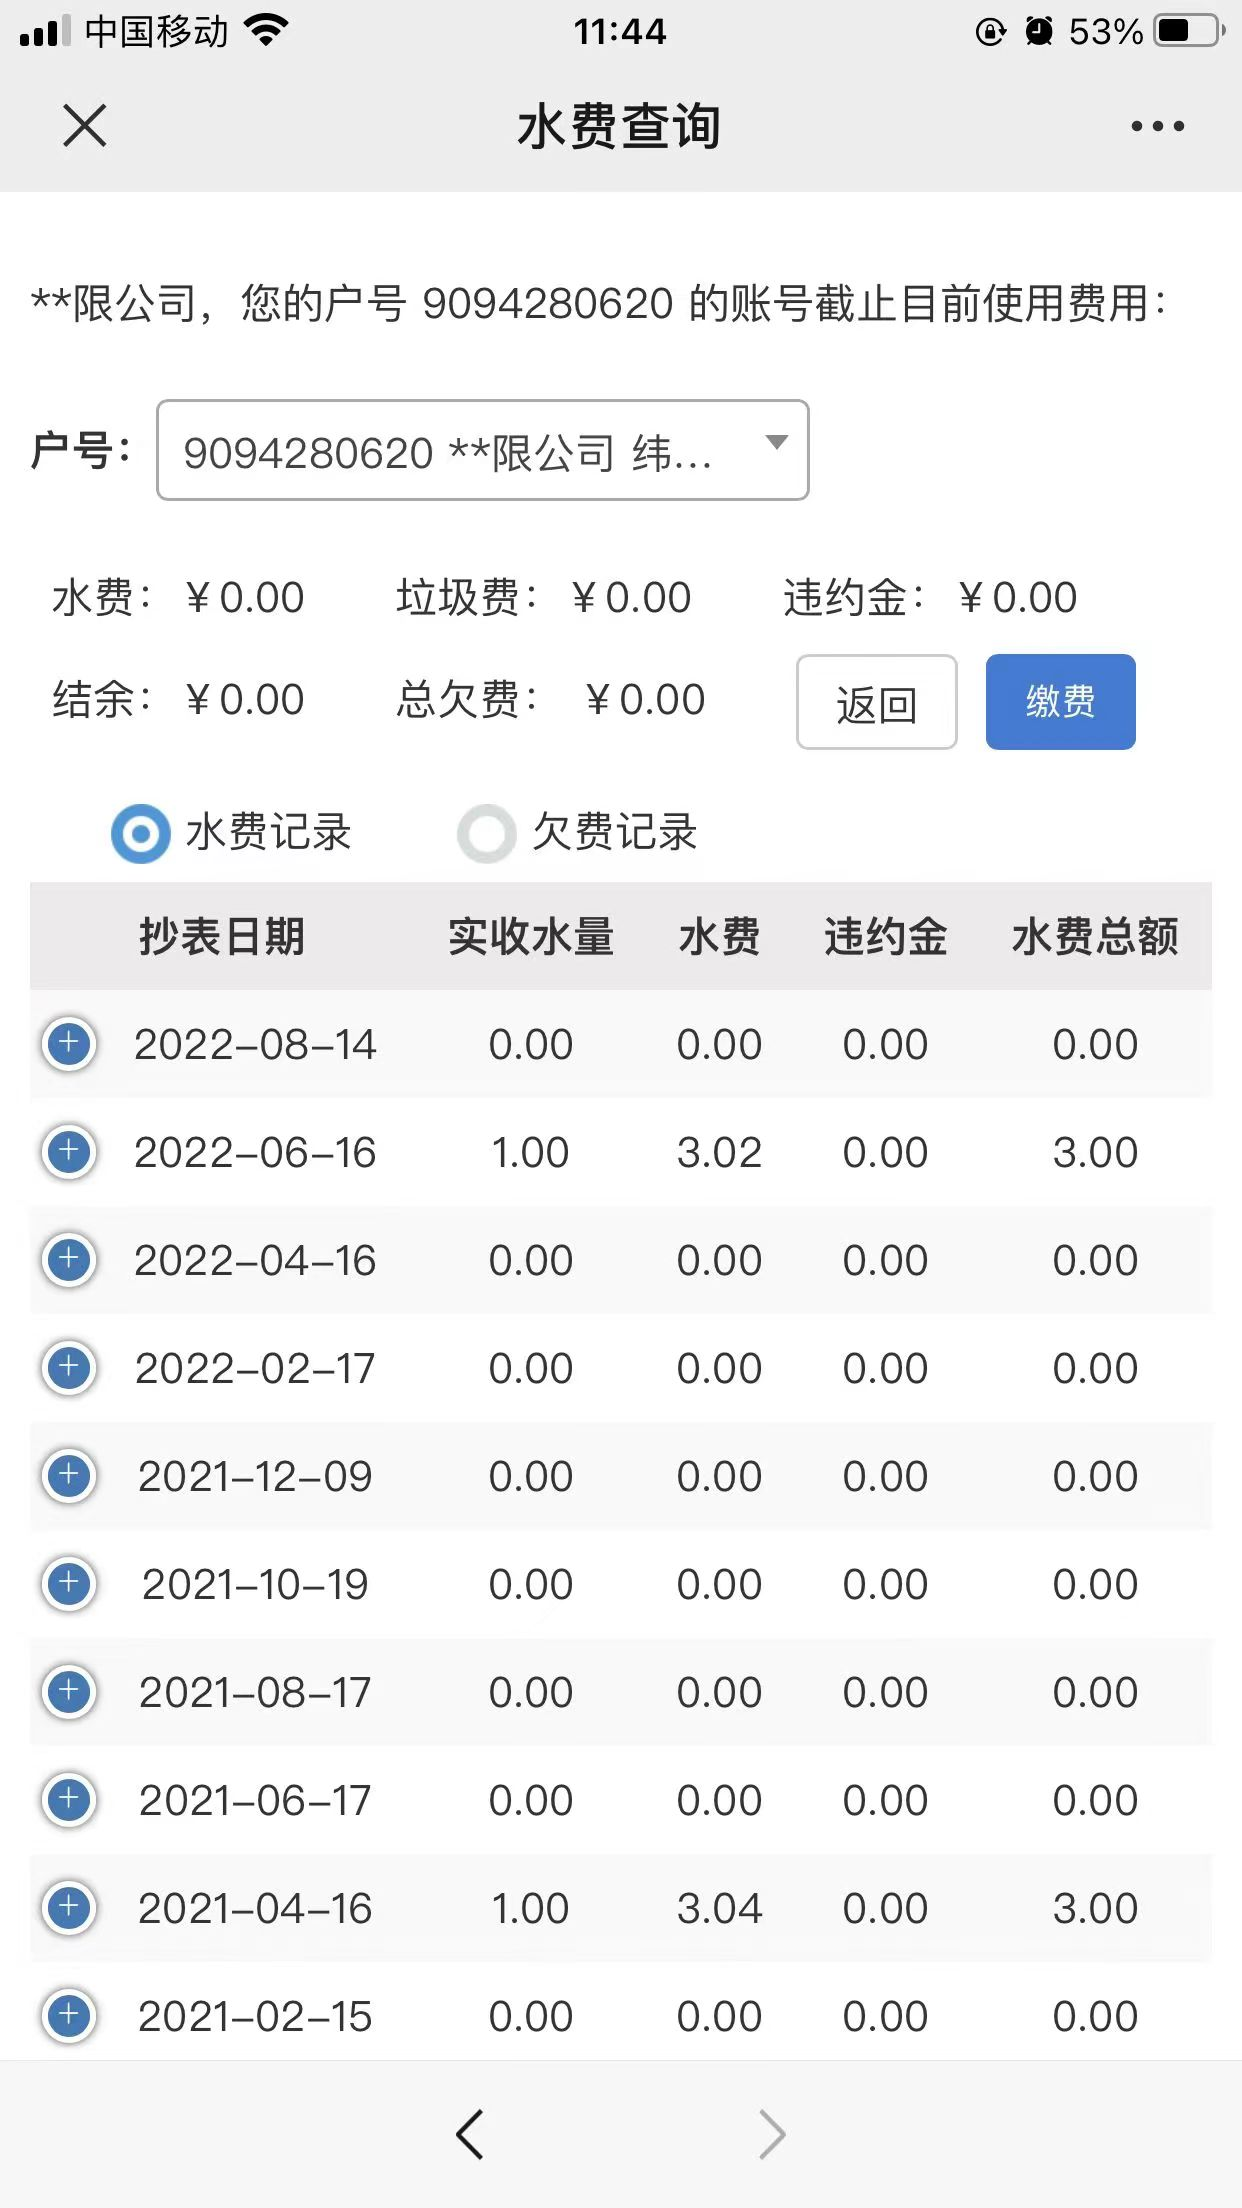 中国移动 11:44 53%
水费查询
**限公司，您的户号 9094280620 的账号截止目前使用费用：
户号： 9094280620 **限公司 纬...
水费： ¥0.00 垃圾费： ¥0.00 违约金： ¥0.00
结余： ¥0.00 总欠费： ¥0.00 返回 缴费
水费记录 欠费记录
抄表日期 实收水量 水费 违约金 水费总额
2022-08-14 0.00 0.00 0.00 0.00
2022-06-16 1.00 3.02 0.00 3.00
2022-04-16 0.00 0.00 0.00 0.00
2022-02-17 0.00 0.00 0.00 0.00
2021-12-09 0.00 0.00 0.00 0.00
2021-10-19 0.00 0.00 0.00 0.00
2021-08-17 0.00 0.00 0.00 0.00
2021-06-17 0.00 0.00 0.00 0.00
2021-04-16 1.00 3.04 0.00 3.00
2021-02-15 0.00 0.00 0.00 0.00